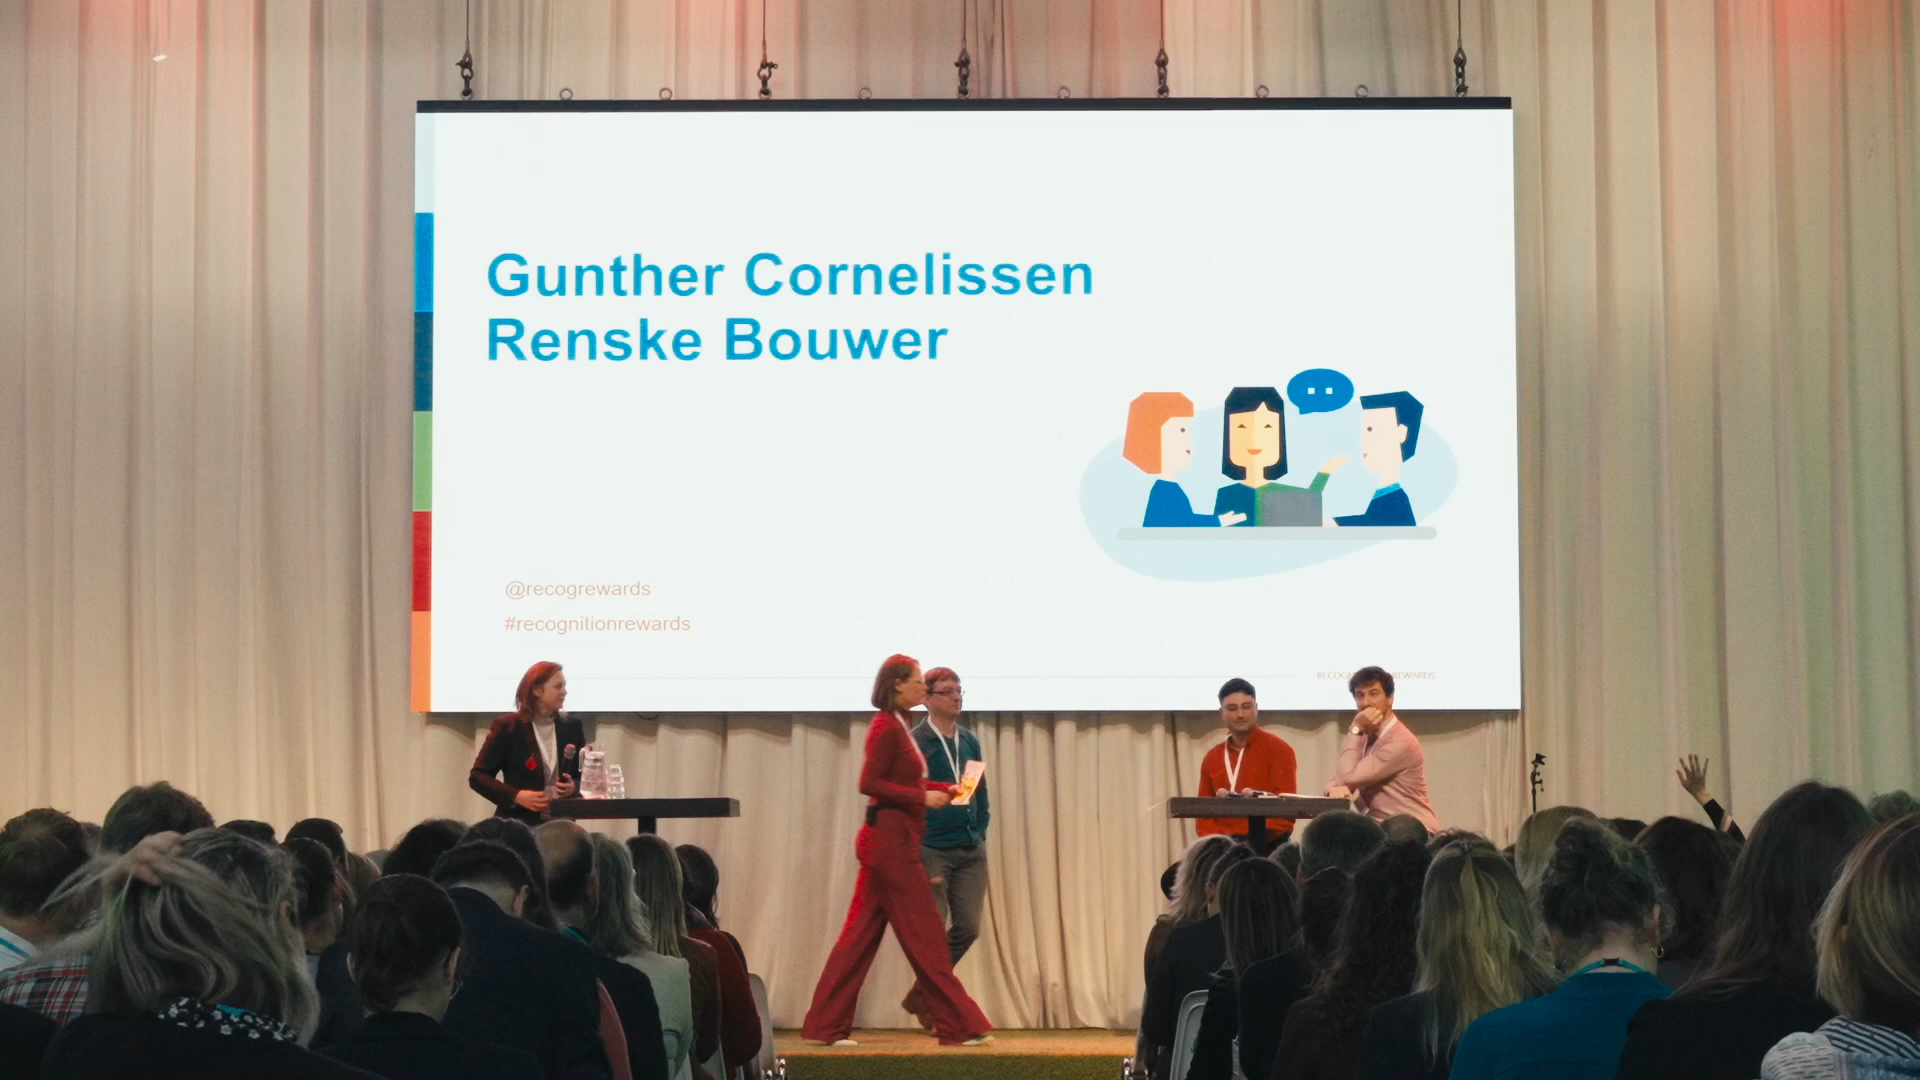 Gunther Cornelissen
Renske Bouwer
@recogrewards
#recognitionrewards